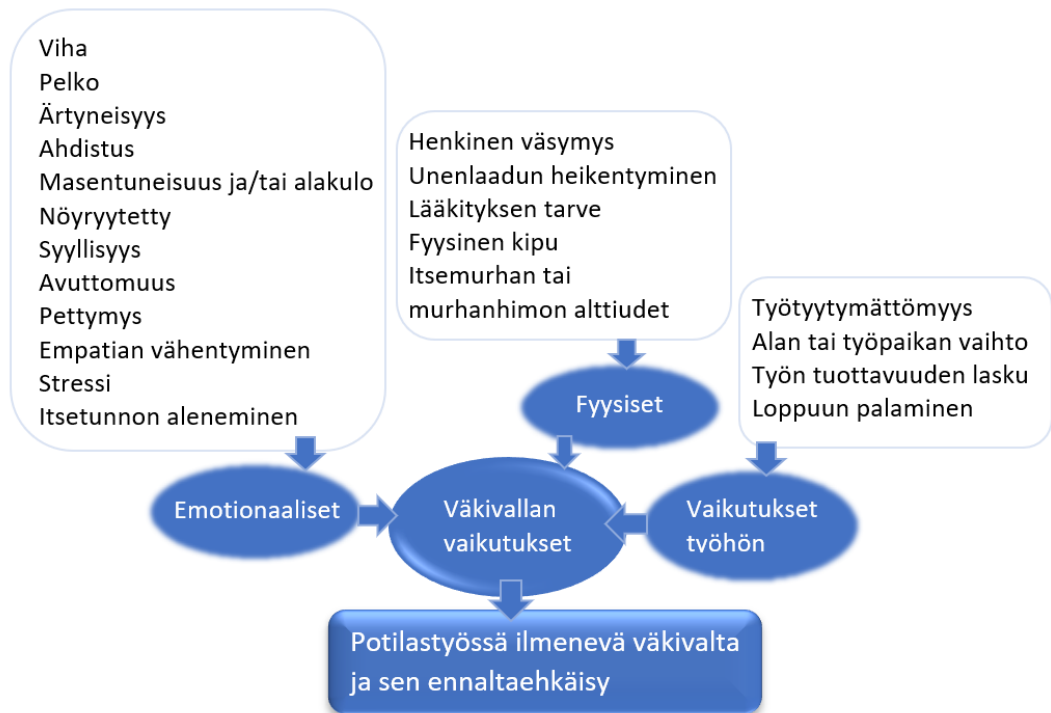 Viha
Pelko
Ärtyneisyys
Ahdistus
Masentuneisuus ja/tai alakulo
Nöyryytetty
Syyllisyys
Avuttomuus
Pettymys
Empatian vähentyminen
Stressi
Itsetunnon aleneminen
Henkinen väsymys
Unenlaadun heikentyminen
Lääkityksen tarve
Fyysinen kipu
Itsemurhan tai
murhanhimon alttiudet
Työtyytymättömyys
Alan tai työpaikan vaihto
Työn tuottavuuden lasku
Loppuun palaminen
Fyysiset
Emotionaaliset
Väkivallan
vaikutukset
Vaikutukset
työhön
Potilastyössä ilmenevä väkivalta
ja sen ennaltaehkäisy